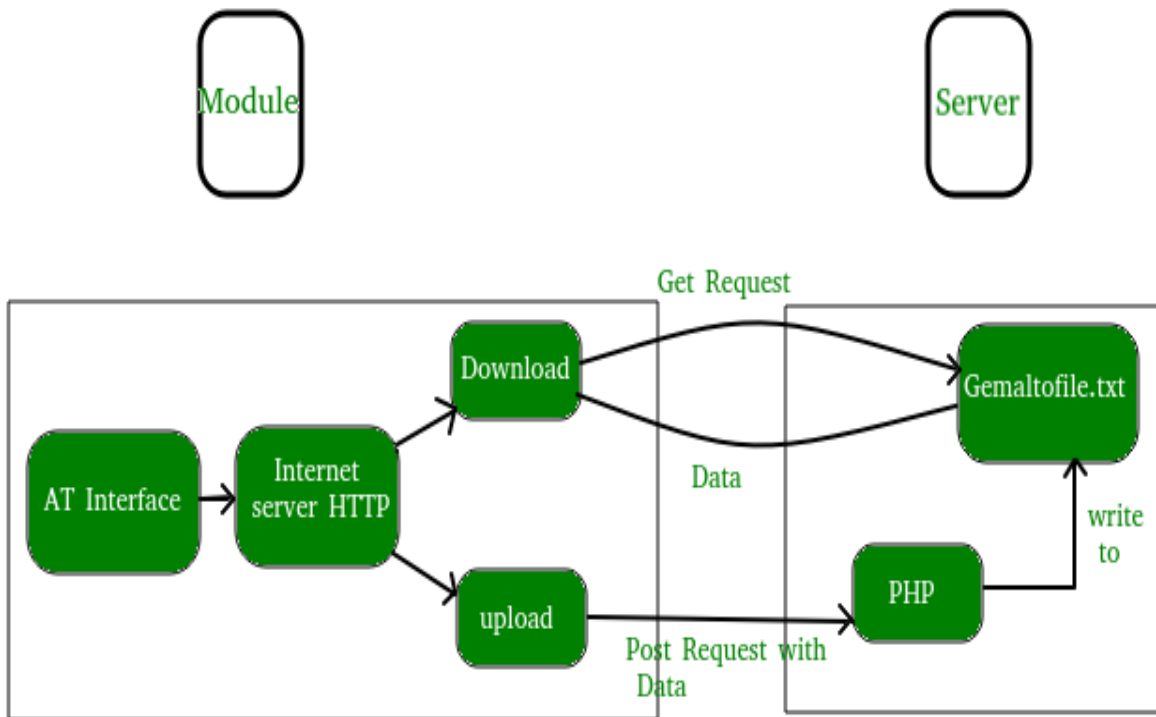 Module
Server
Get Request
Download
Gemaltofile.txt
Internet
server HTTP
AT Interface
Data
write
to
PHP
upload
Post Request with
Data